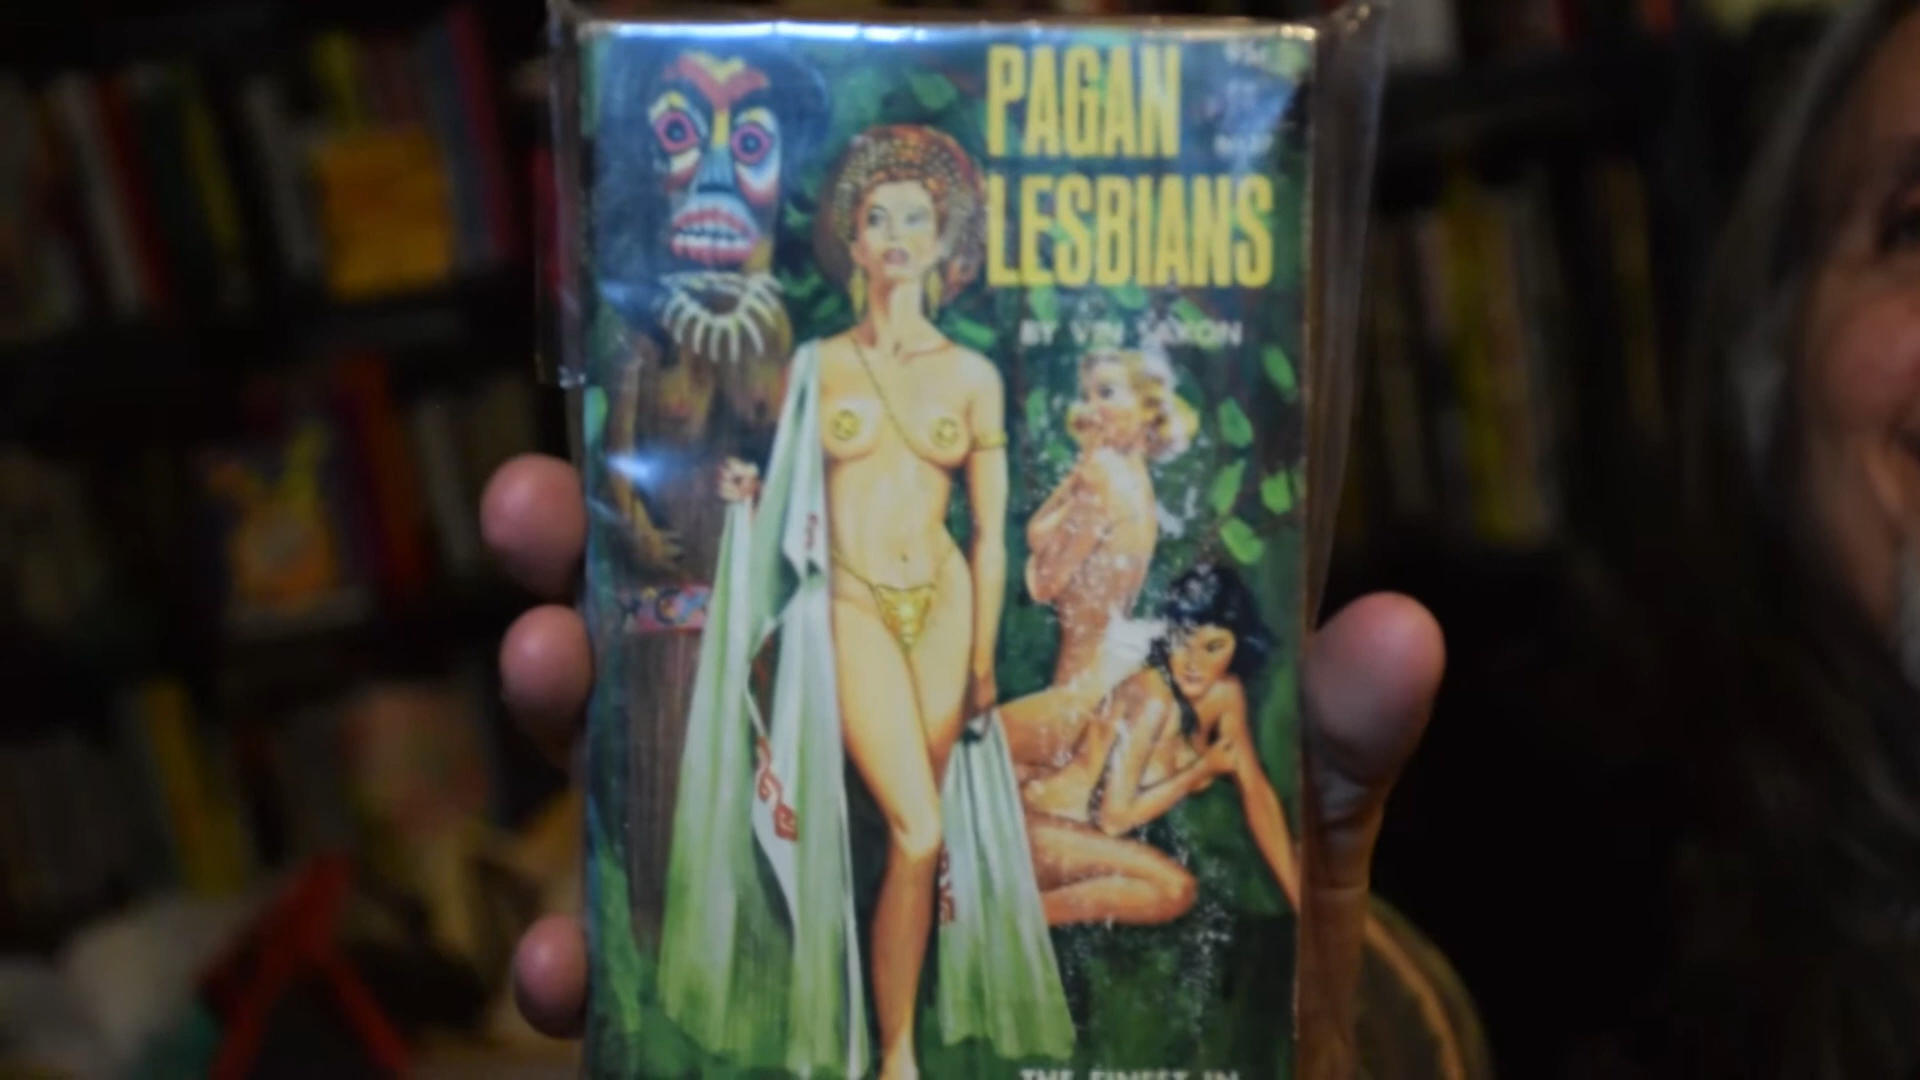 PAGAN
LESBIANS
BY VIN SAXON
THE FINEST IN